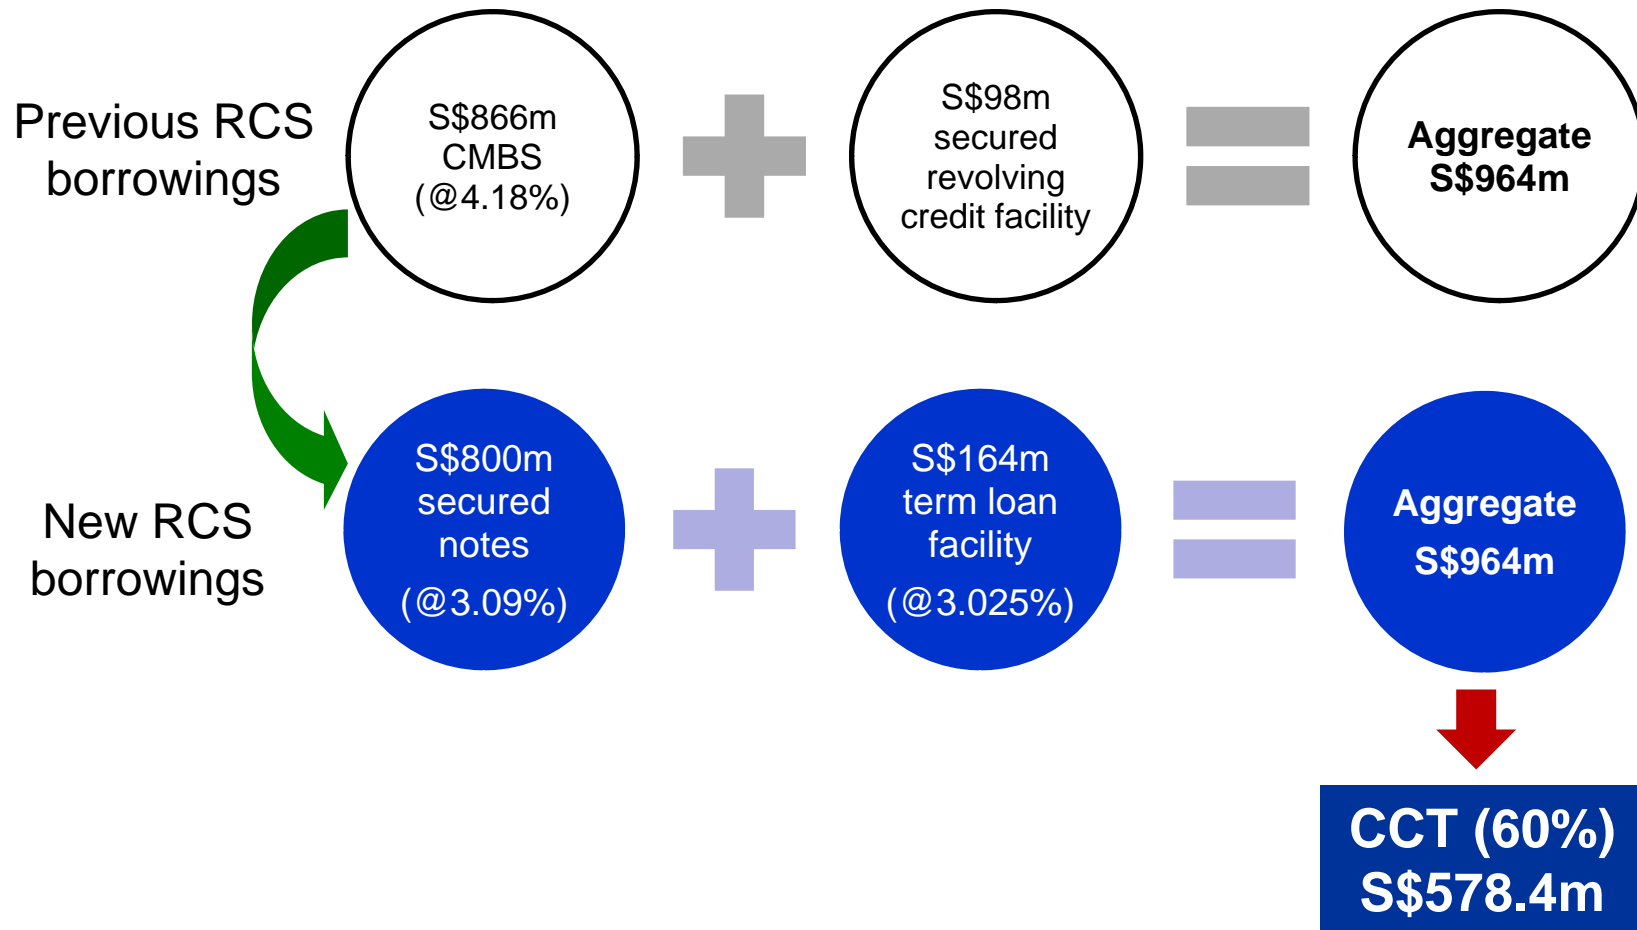 Previous RCS
borrowings
S$866m
CMBS
(@4.18%)
S$98m
secured
revolving
credit facility
Aggregate
S$964m
New RCS
borrowings
S$800m
secured
notes
(@3.09%)
S$164m
term loan
facility
(@3.025%)
Aggregate
S$964m
CCT (60%)
S$578.4m